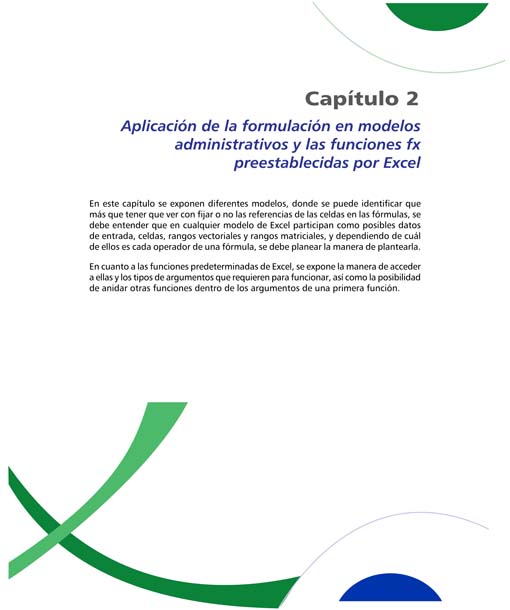 Capítulo 2
Aplicación de la formulación en modelos
administrativos y las funciones fx
preestablecidas por Excel
En este capítulo se exponen diferentes modelos, donde se puede identificar que
más que tener que ver con fijar o no las referencias de las celdas en las fórmulas, se
debe entender que en cualquier modelo de Excel participan como posibles datos
de entrada, celdas, rangos vectoriales y rangos matriciales, y dependiendo de cuál
de ellos es cada operador de una fórmula, se debe planear la manera de plantearla.
En cuanto a las funciones predeterminadas de Excel, se expone la manera de acceder
a ellas y los tipos de argumentos que requieren para funcionar, así como la posibilidad
de anidar otras funciones dentro de los argumentos de una primera función.